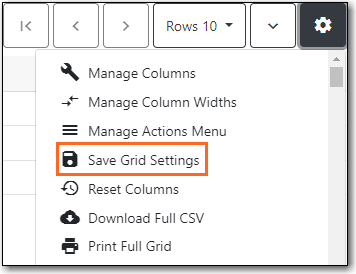 Rows 10
Manage Columns
Manage Column Widths
Manage Actions Menu
Save Grid Settings
Reset Columns
Download Full CSV
Print Full Grid